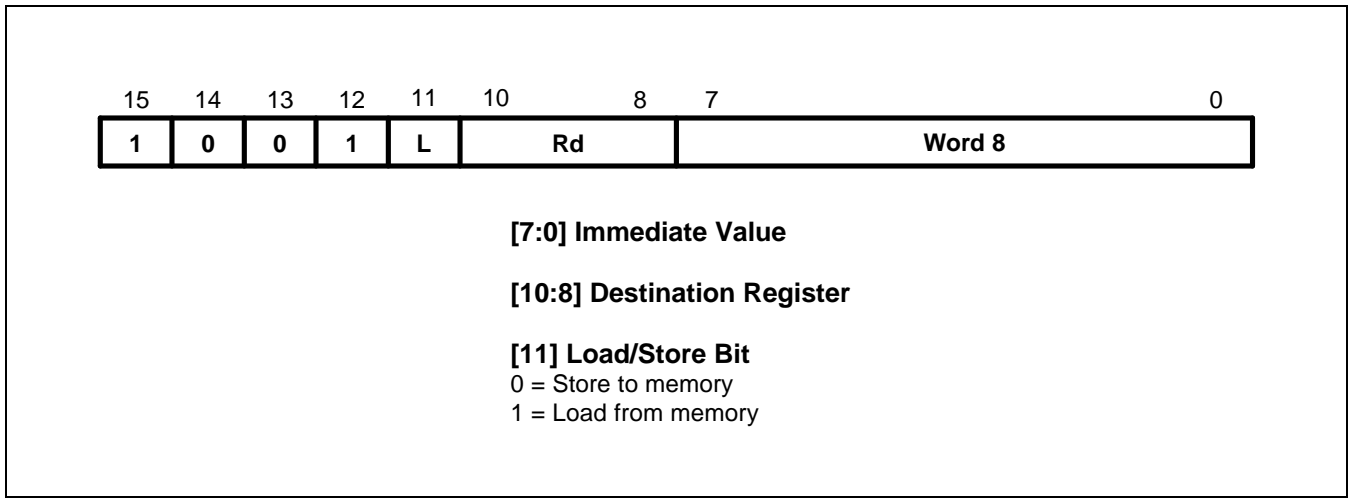 15 14 13 12 11 10 8 7 0
1 0 0 1 L Rd Word 8
[7:0] Immediate Value
[10:8] Destination Register
[11] Load/Store Bit
0 = Store to memory
1 = Load from memory